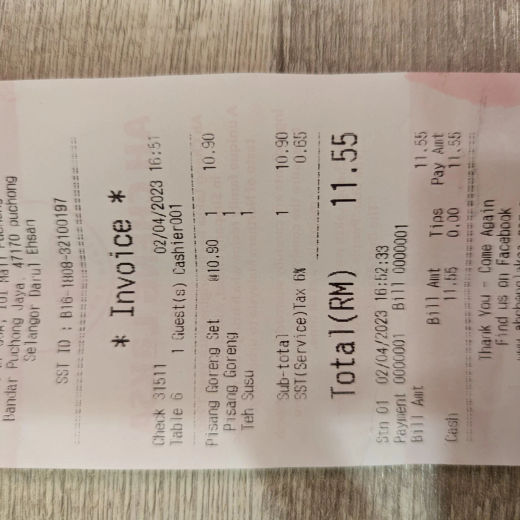 Bandar Puchong Jaya, 47170 puchong
Selangor Darul Ehsan
SST ID : B16-1808-32100197
* Invoice *
Check 31511 02/04/2023 16:51
Table 6 1 Guest(s) Cashier001
Pisang Goreng Set @10.90 1 10.90
Pisang Goreng 1
Teh Susu 1
Sub-total 1 10.90
SST(Service)Tax 6% 0.65
Total(RM) 11.55
Stn 01 02/04/2023 16:52:33
Payment 0000001 Bill 0000001
Bill Amt 11.55
Bill Amt Tips Pay Amt
Cash 11.55 0.00 11.55
Thank You - Come Again
Find us on Facebook